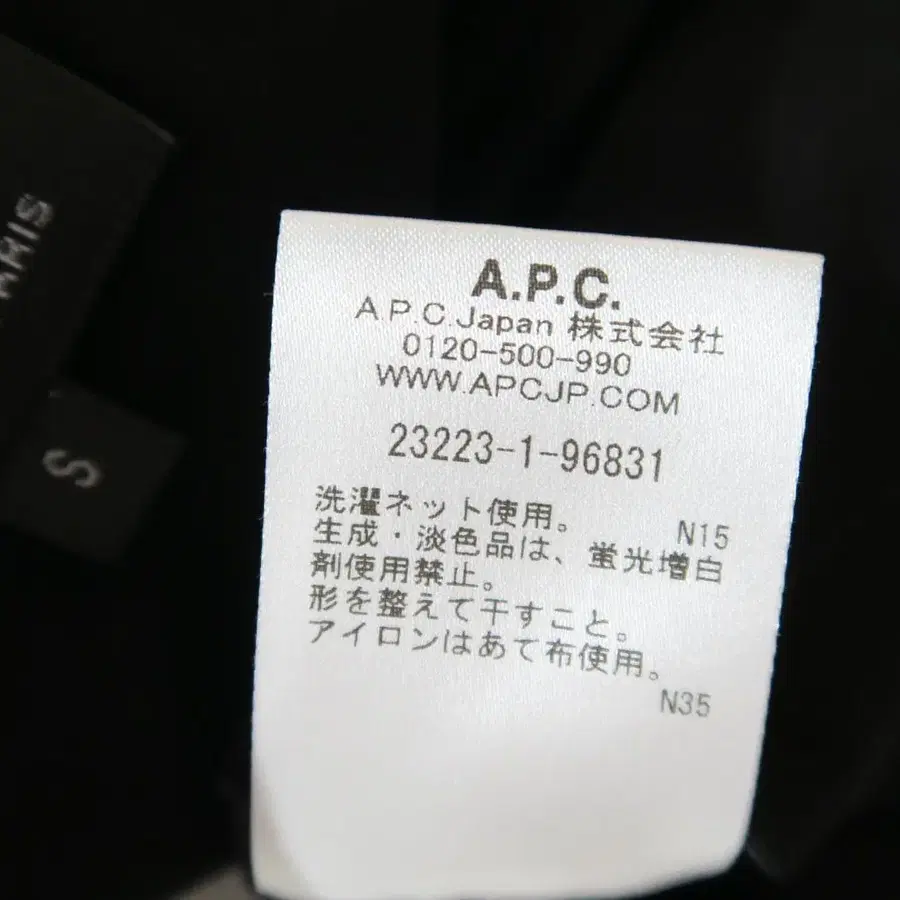 S
A.P.C.
A.P.C.Japan 株式会社
0120-500-990
WWW.APCJP.COM
23223-1-96831
洗濯ネット使用。 N15
生成・淡色品は、蛍光増白
剤使用禁止。
形を整えて干すこと。
アイロンはあて布使用。
N35